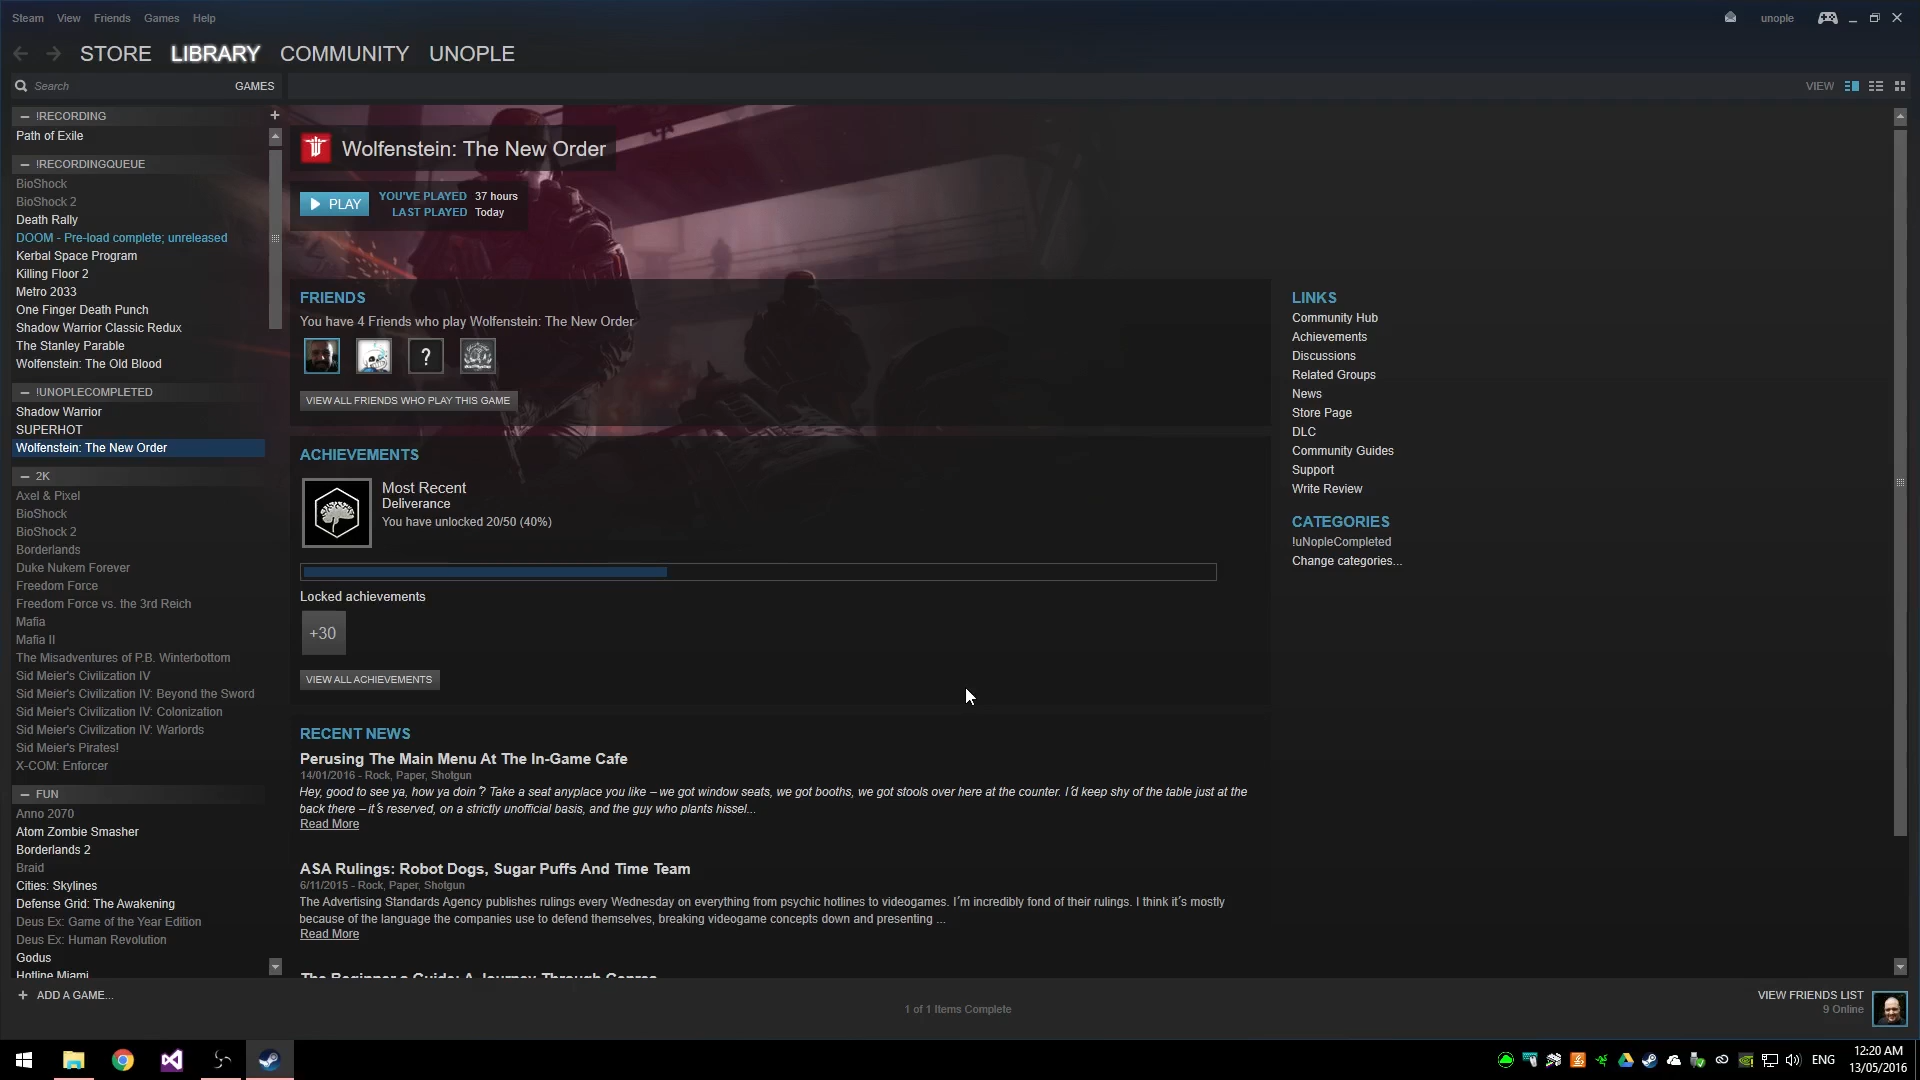 Steam View Friends Games Help
unople
STORE LIBRARY COMMUNITY UNOPLE
Search GAMES
VIEW
!RECORDING
Path of Exile
!RECORDINGQUEUE
BioShock
BioShock 2
Death Rally
DOOM - Pre-load complete; unreleased
Kerbal Space Program
Killing Floor 2
Metro 2033
One Finger Death Punch
Shadow Warrior Classic Redux
The Stanley Parable
Wolfenstein: The Old Blood
!UNOPLECOMPLETED
Shadow Warrior
SUPERHOT
Wolfenstein: The New Order
2K
Axel & Pixel
BioShock
BioShock 2
Borderlands
Duke Nukem Forever
Freedom Force
Freedom Force vs. the 3rd Reich
Mafia
Mafia II
The Misadventures of P.B. Winterbottom
Sid Meier's Civilization IV
Sid Meier's Civilization IV: Beyond the Sword
Sid Meier's Civilization IV: Colonization
Sid Meier's Civilization IV: Warlords
Sid Meier's Pirates!
X-COM: Enforcer
FUN
Anno 2070
Atom Zombie Smasher
Borderlands 2
Braid
Cities: Skylines
Defense Grid: The Awakening
Deus Ex: Game of the Year Edition
Deus Ex: Human Revolution
Godus
Hotline Miami
+ ADD A GAME...
Wolfenstein: The New Order
PLAY
YOU'VE PLAYED 37 hours
LAST PLAYED Today
FRIENDS
You have 4 Friends who play Wolfenstein: The New Order
?
VIEW ALL FRIENDS WHO PLAY THIS GAME
ACHIEVEMENTS
Most Recent
Deliverance
You have unlocked 20/50 (40%)
Locked achievements
+30
VIEW ALL ACHIEVEMENTS
RECENT NEWS
Perusing The Main Menu At The In-Game Cafe
14/01/2016 - Rock, Paper, Shotgun
Hey, good to see ya, how ya doin'? Take a seat anyplace you like – we got window seats, we got booths, we got stools over here at the counter. I'd keep shy of the table just at the
back there – it's reserved, on a strictly unofficial basis, and the guy who plants hissel...
Read More
ASA Rulings: Robot Dogs, Sugar Puffs And Time Team
6/11/2015 - Rock, Paper, Shotgun
The Advertising Standards Agency publishes rulings every Wednesday on everything from psychic hotlines to videogames. I'm incredibly fond of their rulings. I think it's mostly
because of the language the companies use to defend themselves, breaking videogame concepts down and presenting ...
Read More
The Beginner's Guide: A Journey Through Genres
LINKS
Community Hub
Achievements
Discussions
Related Groups
News
Store Page
DLC
Community Guides
Support
Write Review
CATEGORIES
!uNopleCompleted
Change categories...
1 of 1 Items Complete
VIEW FRIENDS LIST
9 Online
ENG
12:20 AM
13/05/2016